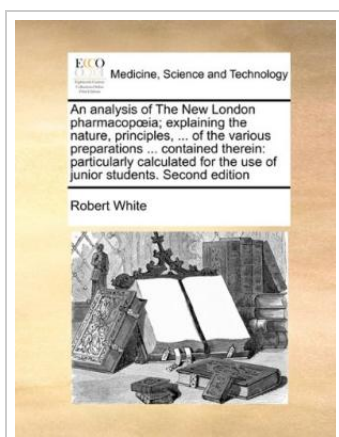 ECCO
Medicine, Science and Technology
An analysis of The New London
pharmacopœia; explaining the
nature, principles, ... of the various
preparations ... contained therein:
particularly calculated for the use of
junior students. Second edition
Robert White